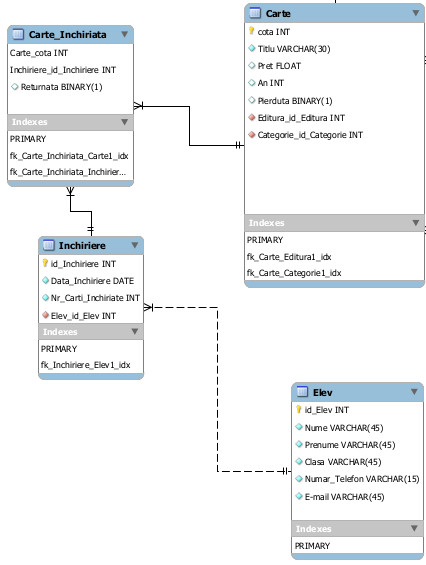 Carte_Inchiriata
Carte_cota INT
Inchiriere_id_Inchiriere INT
Returnata BINARY(1)
Indexes
PRIMARY
fk_Carte_Inchiriata_Carte1_idx
fk_Carte_Inchiriata_Inchirier...
Carte
cota INT
Titlu VARCHAR(30)
Pret FLOAT
An INT
Pierduta BINARY(1)
Editura_id_Editura INT
Categorie_id_Categorie INT
Indexes
PRIMARY
fk_Carte_Editura1_idx
fk_Carte_Categorie1_idx
Inchiriere
id_Inchiriere INT
Data_Inchiriere DATE
Nr_Carti_Inchiriate INT
Elev_id_Elev INT
Indexes
PRIMARY
fk_Inchiriere_Elev1_idx
Elev
id_Elev INT
Nume VARCHAR(45)
Prenume VARCHAR(45)
Clasa VARCHAR(45)
Numar_Telefon VARCHAR(15)
E-mail VARCHAR(45)
Indexes
PRIMARY